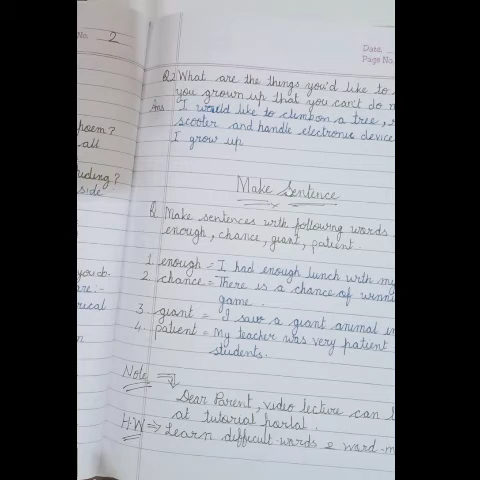 No. 2
Date
Page No.
poem?
all
uding?
side
you do.
are :-
rical
Q2 What are the things you'd like to
you grown up that you can't do
Ans I would like to climb on a tree,
scooter and handle electronic device
I grow up
Make Sentence
Q Make sentences with following words
enough, chance, giant, patient.
1. enough = I had enough lunch with my
2. chance = There is a chance of winni
game.
3. giant = I saw a giant animal in
4. patient = My teacher was very patient
students.
Note ⇒
Dear Parent, video lecture can
at tutorial portal.
H.W ⇒ Learn difficult words & word-m